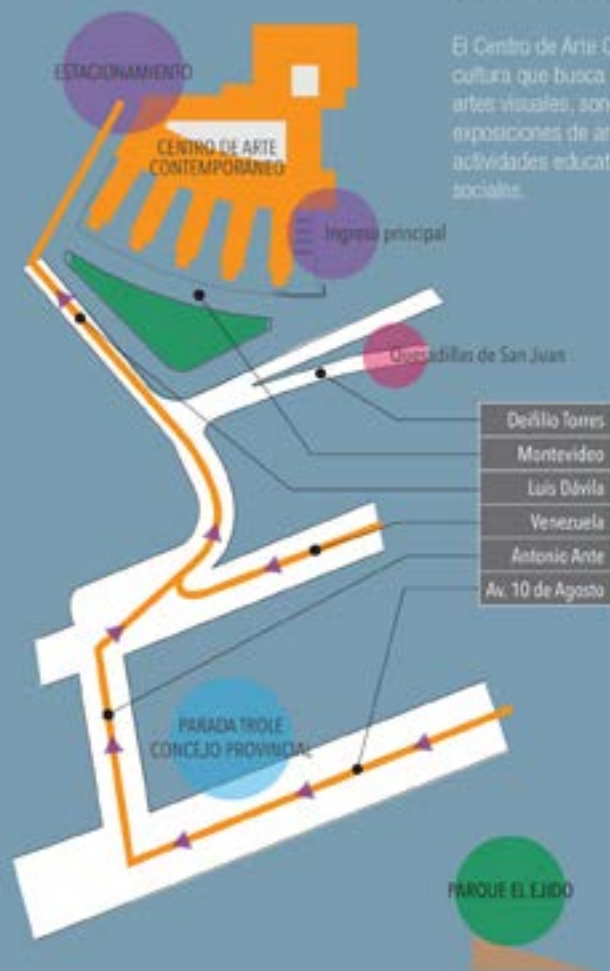 El Centro de Arte C
cultura que busca
artes visuales, son
exposiciones de ar
actividades educat
sociales.
ESTACIONAMIENTO
CENTRO DE ARTE
CONTEMPORÁNEO
Ingreso principal
Quesadillas de San Juan
Deifilio Torres
Montevideo
Luis Dávila
Venezuela
Antonio Ante
Av. 10 de Agosto
PARADA TROLE
CONCEJO PROVINCIAL
PARQUE EL EJIDO